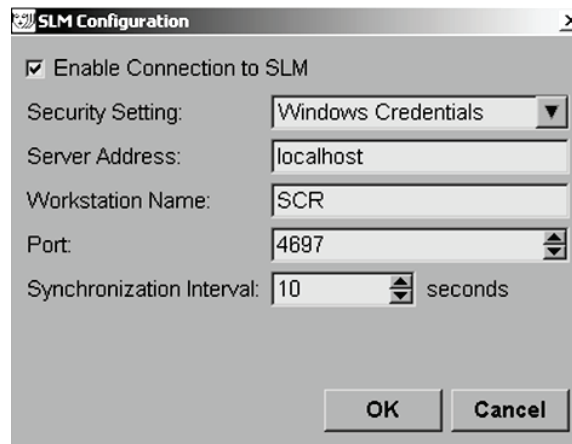 SLM Configuration
Enable Connection to SLM
Security Setting: Windows Credentials
Server Address: localhost
Workstation Name: SCR
Port: 4697
Synchronization Interval: 10 seconds
OK Cancel